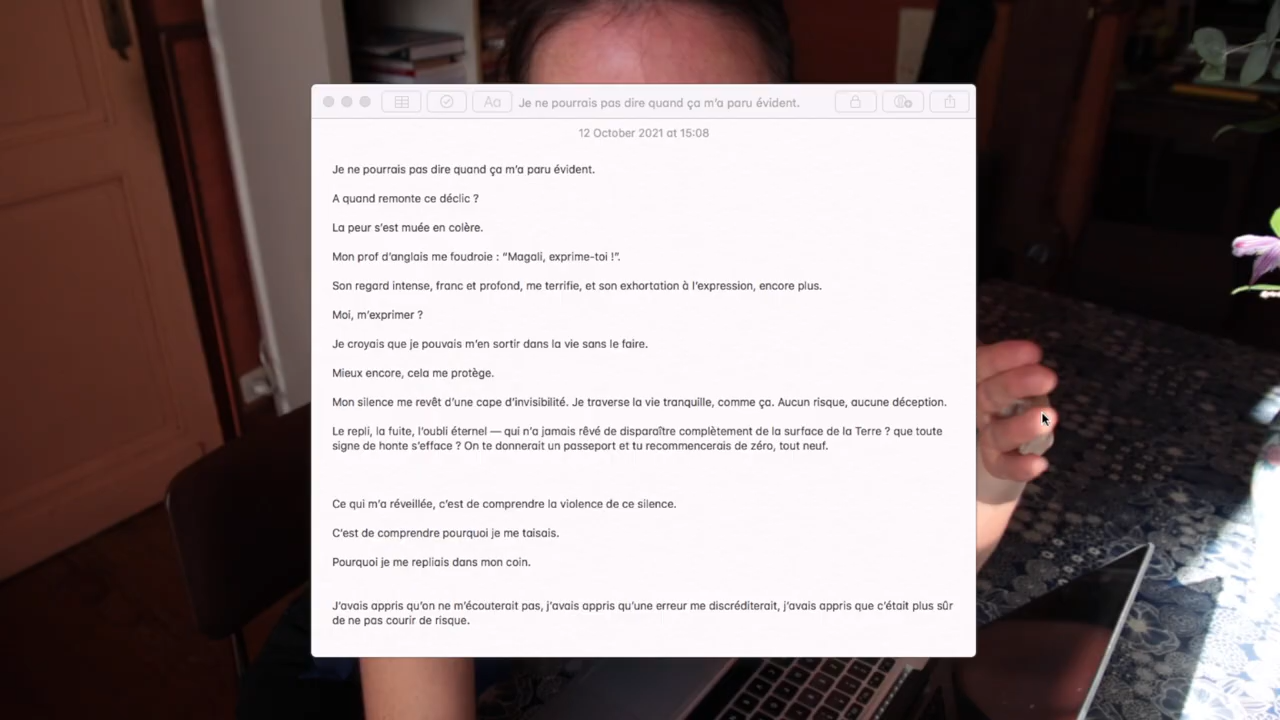 Aa
Je ne pourrais pas dire quand ça m'a paru évident.
12 October 2021 at 15:08
Je ne pourrais pas dire quand ça m'a paru évident.
A quand remonte ce déclic ?
La peur s'est muée en colère.
Mon prof d'anglais me foudroie : "Magali, exprime-toi !".
Son regard intense, franc et profond, me terrifie, et son exhortation à l'expression, encore plus.
Moi, m'exprimer ?
Je croyais que je pouvais m'en sortir dans la vie sans le faire.
Mieux encore, cela me protège.
Mon silence me revêt d'une cape d'invisibilité. Je traverse la vie tranquille, comme ça. Aucun risque, aucune déception.
Le repli, la fuite, l'oubli éternel — qui n'a jamais rêvé de disparaître complètement de la surface de la Terre ? que toute
signe de honte s'efface ? On te donnerait un passeport et tu recommencerais de zéro, tout neuf.
Ce qui m'a réveillée, c'est de comprendre la violence de ce silence.
C'est de comprendre pourquoi je me taisais.
Pourquoi je me repliais dans mon coin.
J'avais appris qu'on ne m'écouterait pas, j'avais appris qu'une erreur me discréditerait, j'avais appris que c'était plus sûr
de ne pas courir de risque.